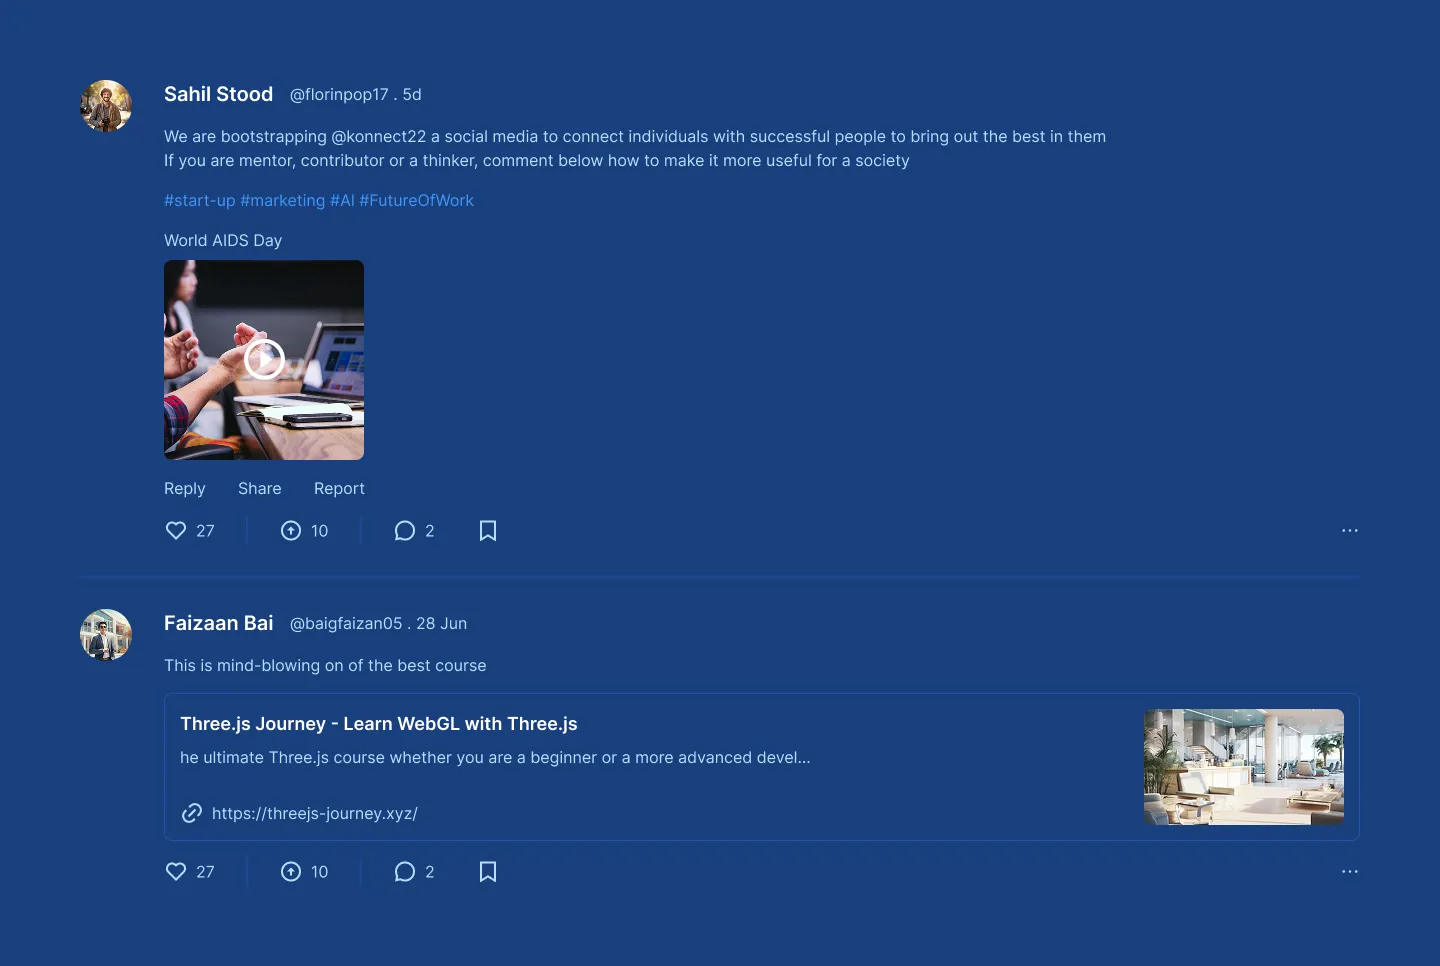 Sahil Stood @florinpop17 . 5d
We are bootstrapping @konnect22 a social media to connect individuals with successful people to bring out the best in them
If you are mentor, contributor or a thinker, comment below how to make it more useful for a society
#start-up #marketing #AI #FutureOfWork
World AIDS Day
Reply Share Report
27 10 2
Faizaan Bai @baigfaizan05 . 28 Jun
This is mind-blowing on of the best course
Three.js Journey - Learn WebGL with Three.js
he ultimate Three.js course whether you are a beginner or a more advanced devel...
https://threejs-journey.xyz/
27 10 2